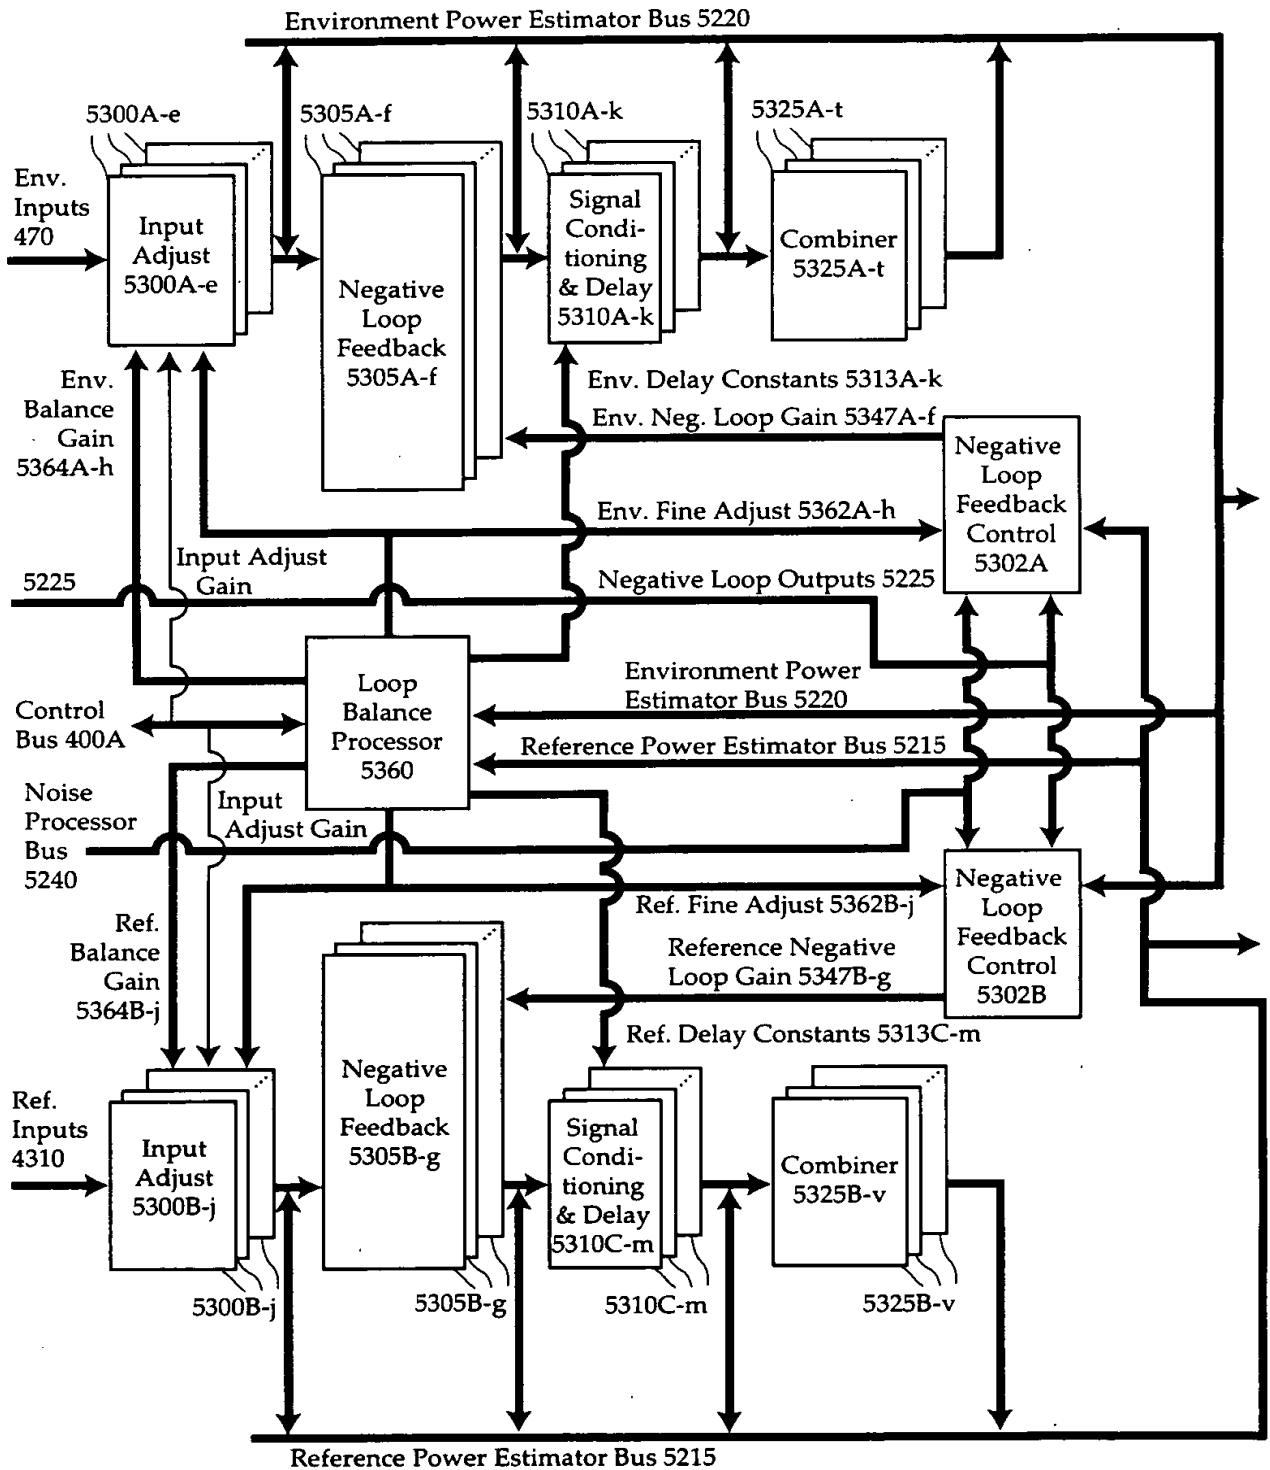 Environment Power Estimator Bus 5220
5300A-e
5305A-f
5310A-k
5325A-t
Env.
Inputs
470
Input
Adjust
5300A-e
Negative
Loop
Feedback
5305A-f
Signal
Condi-
tioning
& Delay
5310A-k
Combiner
5325A-t
Env.
Balance
Gain
5364A-h
Env. Delay Constants 5313A-k
Env. Neg. Loop Gain 5347A-f
Negative
Loop
Feedback
Control
5302A
Env. Fine Adjust 5362A-h
Input Adjust
Gain
5225
Negative Loop Outputs 5225
Loop
Balance
Processor
5360
Environment Power
Estimator Bus 5220
Control
Bus 400A
Reference Power Estimator Bus 5215
Noise
Processor
Bus
5240
Input
Adjust Gain
Negative
Loop
Feedback
Control
5302B
Ref. Fine Adjust 5362B-j
Ref.
Balance
Gain
5364B-j
Reference Negative
Loop Gain 5347B-g
Ref. Delay Constants 5313C-m
Ref.
Inputs
4310
Input
Adjust
5300B-j
Negative
Loop
Feedback
5305B-g
Signal
Condi-
tioning
& Delay
5310C-m
Combiner
5325B-v
5300B-j
5305B-g
5310C-m
5325B-v
Reference Power Estimator Bus 5215